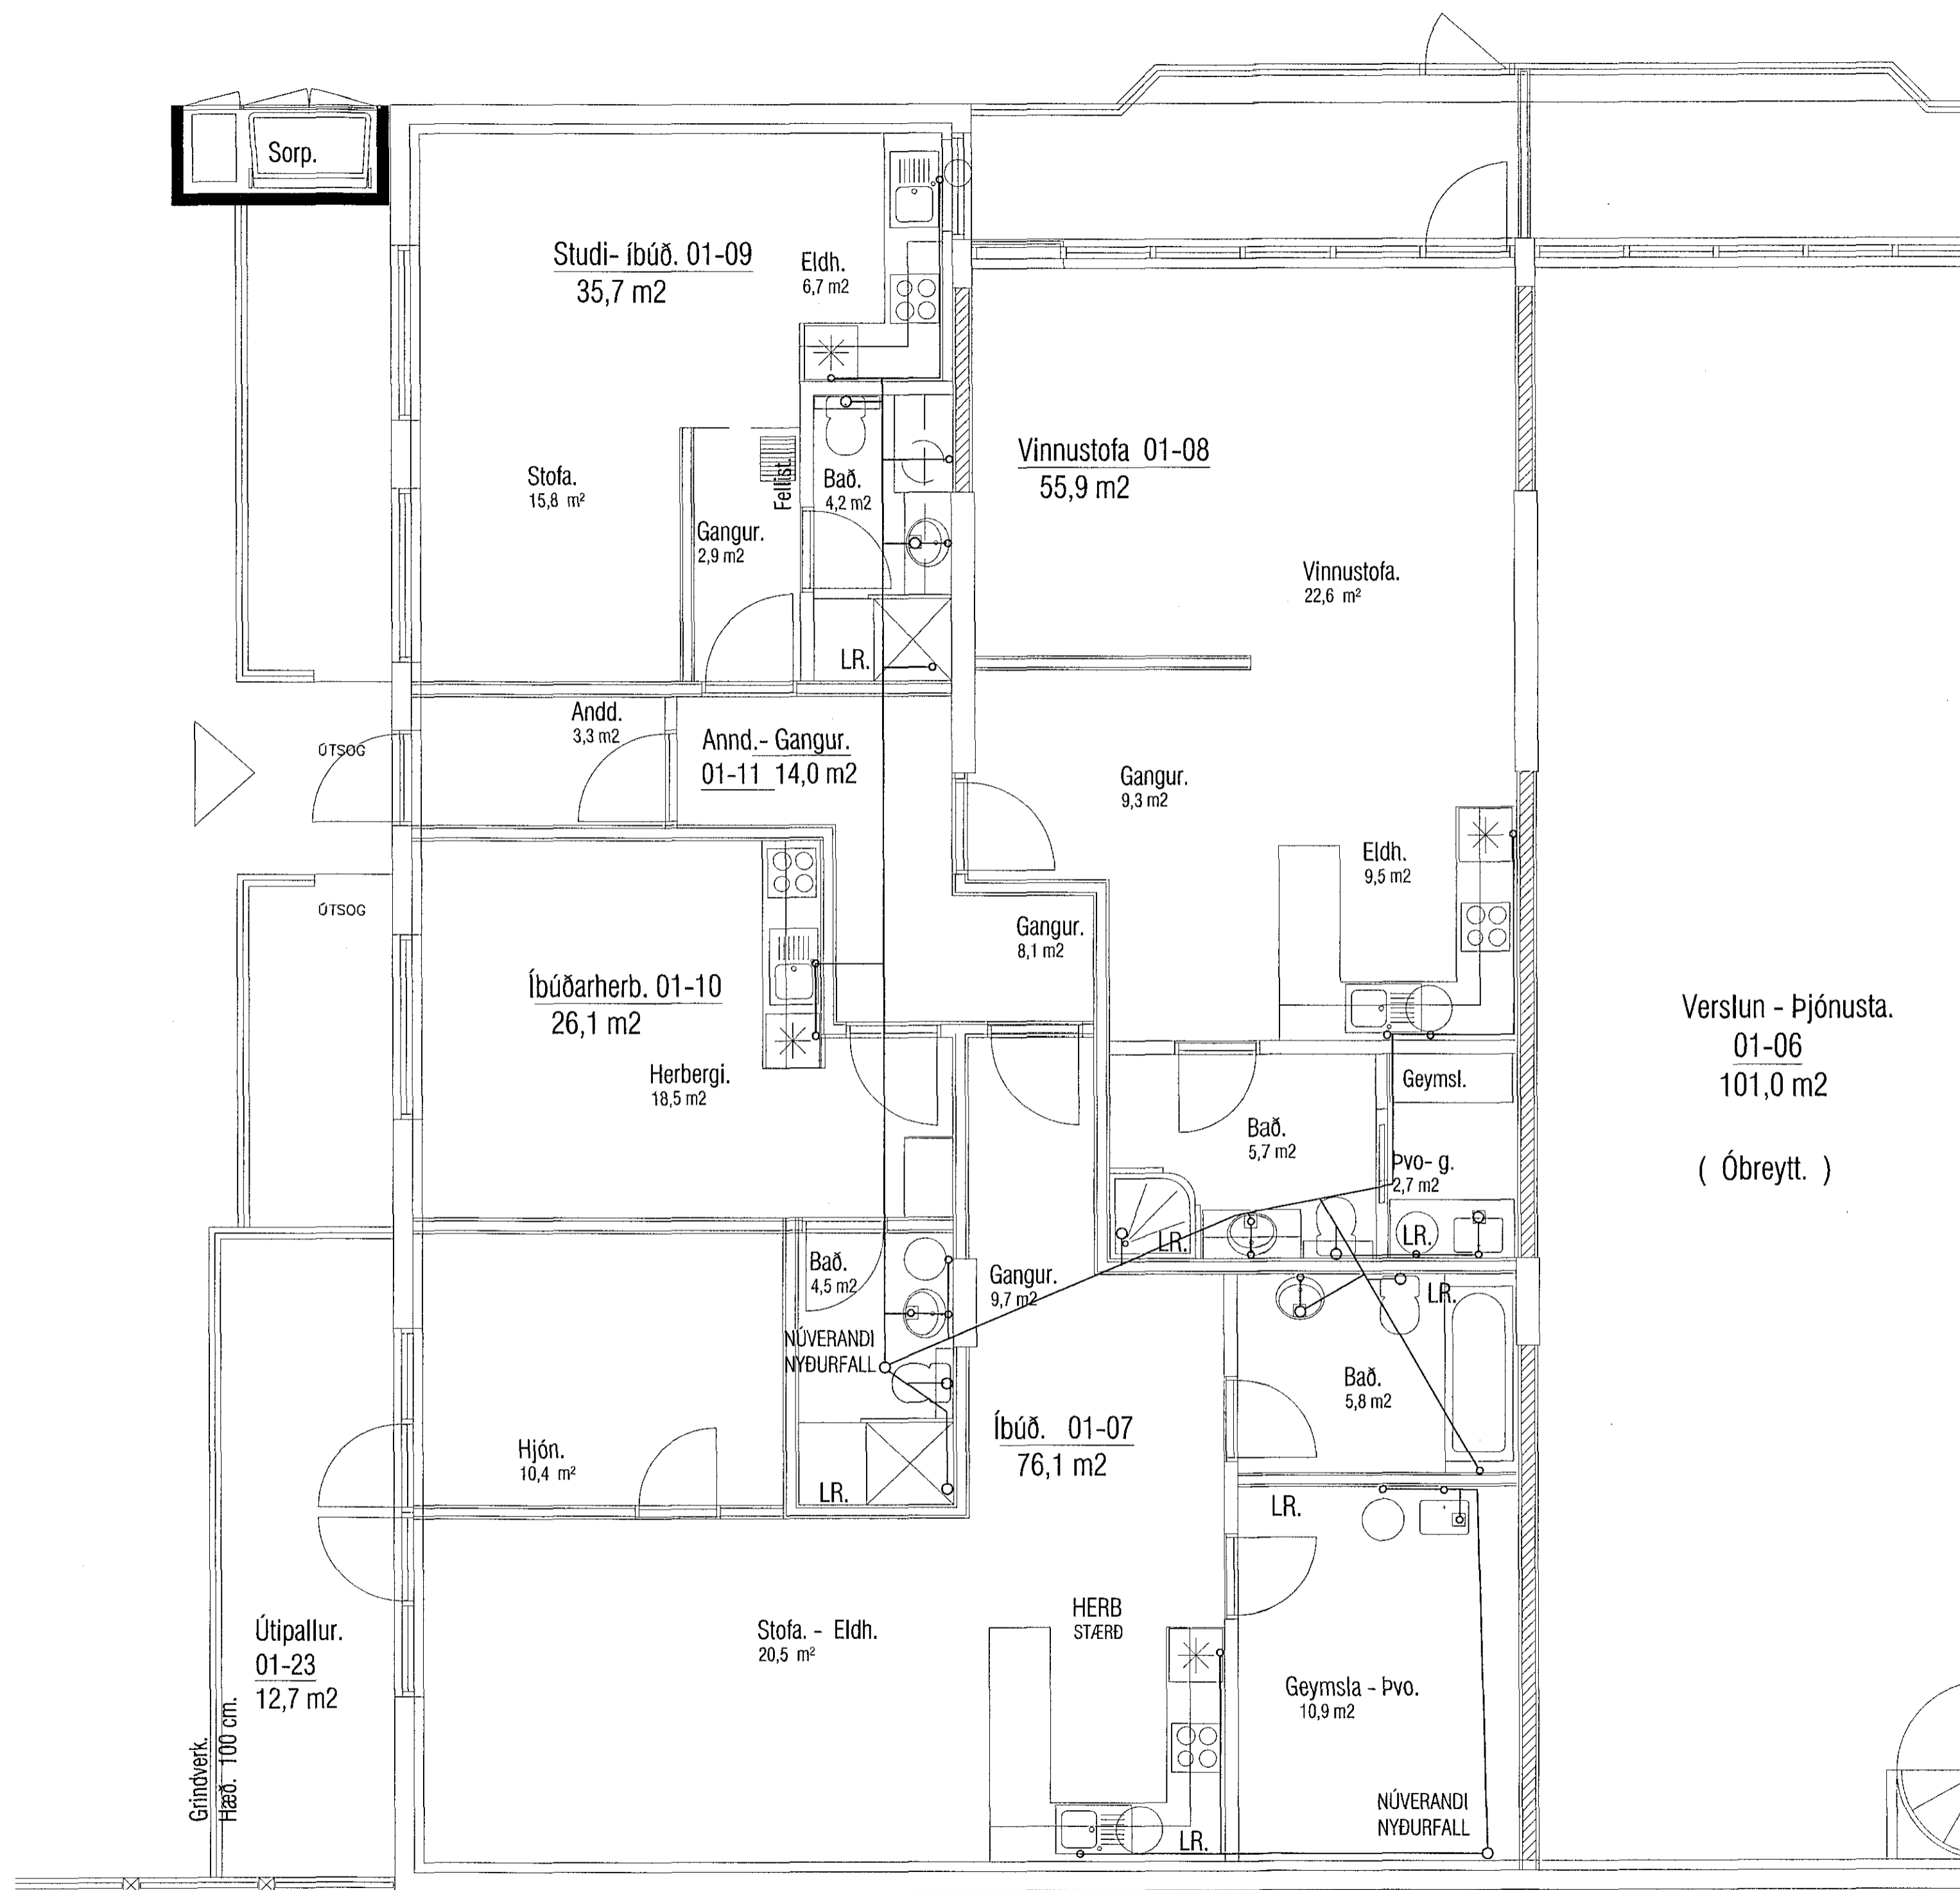 Sorp.
Studi- íbúð. 01-09
35,7 m2
Eldh.
6,7 m2
Stofa.
15,8 m²
Fellist.
Bað.
4,2 m2
Gangur.
2,9 m2
LR.
Vinnustofa 01-08
55,9 m2
Vinnustofa.
22,6 m²
Andd.
3,3 m2
Annd.- Gangur.
01-11 14,0 m2
ÚTSOG
Gangur.
9,3 m2
Eldh.
9,5 m2
ÚTSOG
Gangur.
8,1 m2
Íbúðarherb. 01-10
26,1 m2
Herbergi.
18,5 m2
Verslun - Þjónusta.
01-06
101,0 m2
( Óbreytt. )
Geymsl.
Bað.
5,7 m2
Þvo- g.
2,7 m2
LR.
LR.
Bað.
4,5 m2
Gangur.
9,7 m2
LR.
NÚVERANDI
NYÐURFALL
Bað.
5,8 m2
Íbúð. 01-07
76,1 m2
Hjón.
10,4 m²
LR.
LR.
Útipallur.
01-23
12,7 m2
Grindverk.
Hæð. 100 cm.
Stofa. - Eldh.
20,5 m²
HERB
STÆRÐ
Geymsla - Þvo.
10,9 m2
NÚVERANDI
NYÐURFALL
LR.